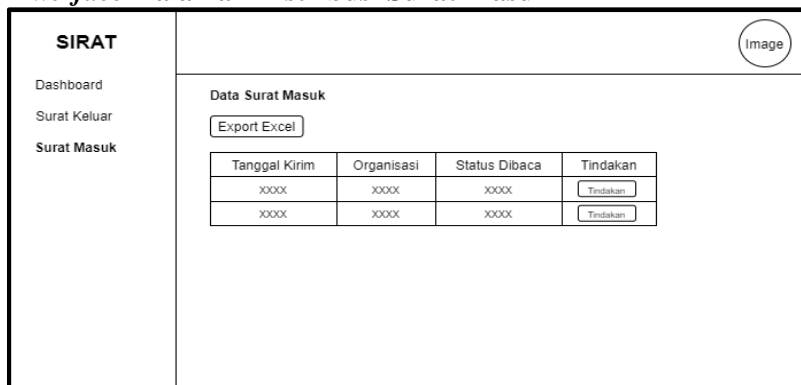 SIRAT
Image
Dashboard
Surat Keluar
Surat Masuk
Data Surat Masuk
Export Excel
Tanggal Kirim Organisasi Status Dibaca Tindakan
XXXX XXXX XXXX Tindakan
XXXX XXXX XXXX Tindakan